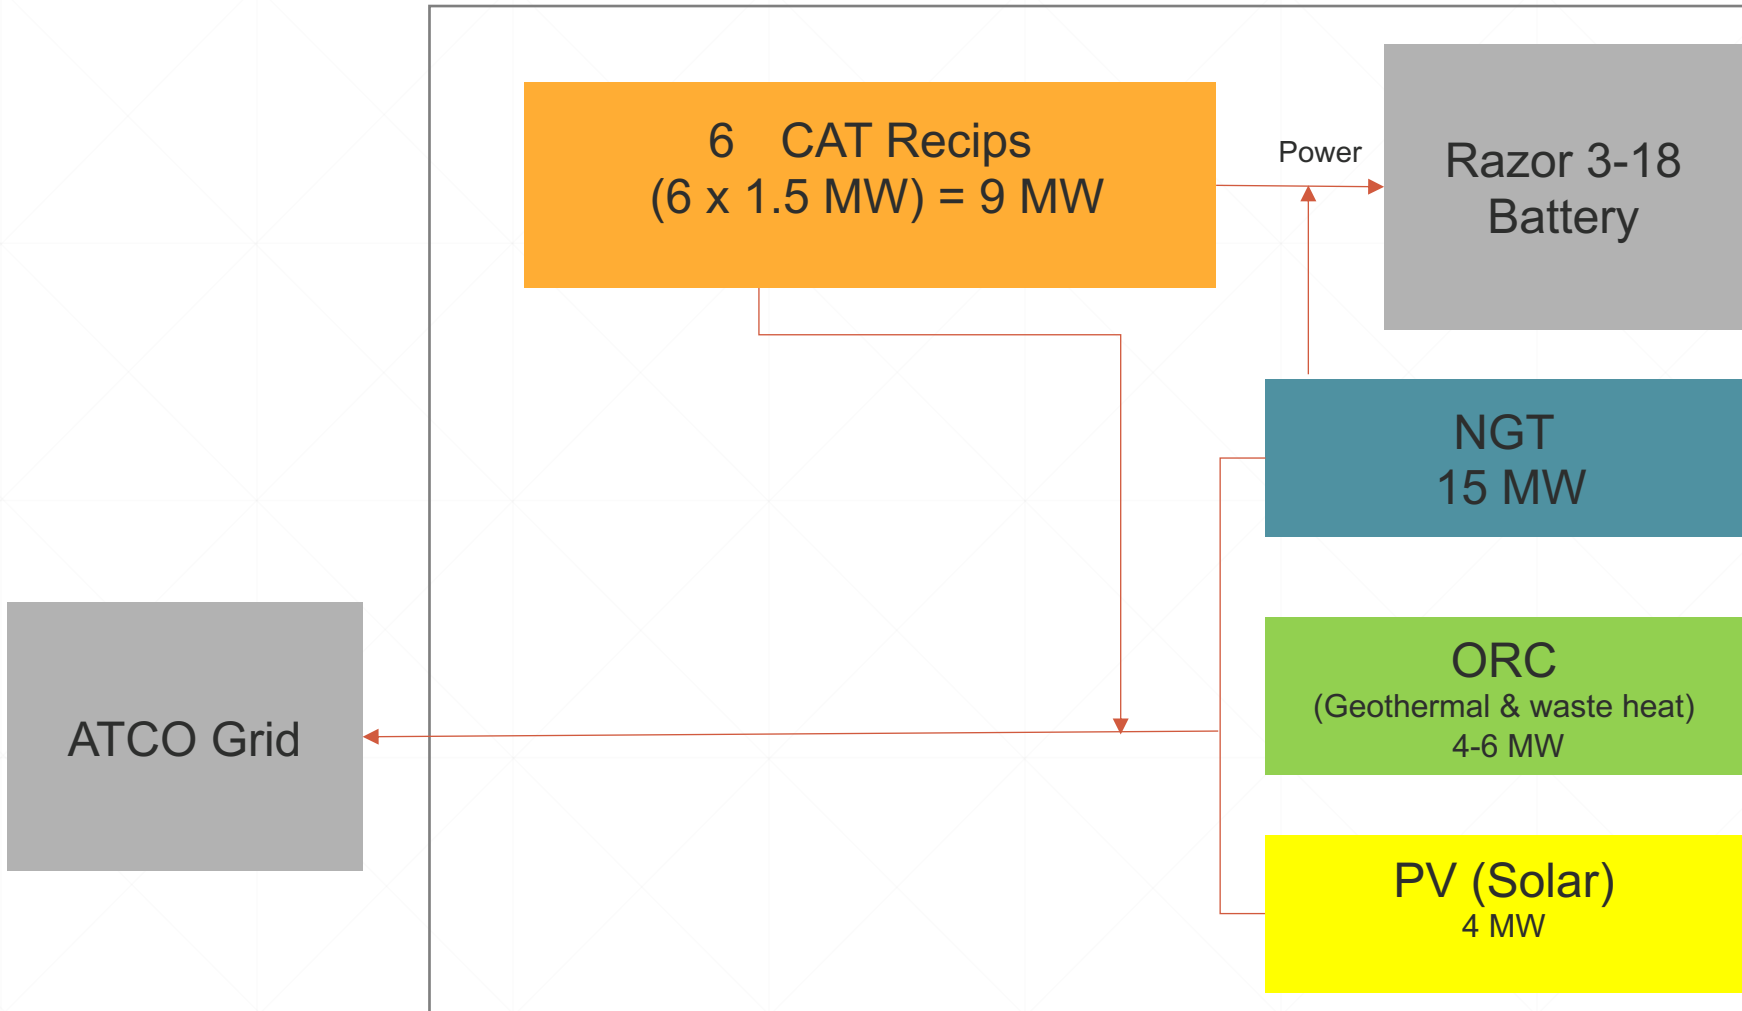 6 CAT Recips
(6 x 1.5 MW) = 9 MW
Power
Razor 3-18
Battery
NGT
15 MW
ORC
(Geothermal & waste heat)
4-6 MW
ATCO Grid
PV (Solar)
4 MW